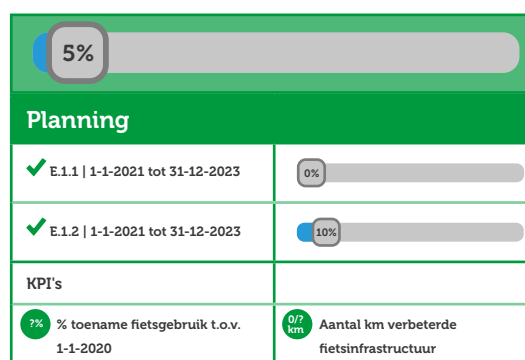 5%
Planning
E.1.1 | 1-1-2021 tot 31-12-2023
0%
E.1.2 | 1-1-2021 tot 31-12-2023
10%
KPI's
?%
% toename fietsgebruik t.o.v.
1-1-2020
0/?
km
Aantal km verbeterde
fietsinfrastructuur